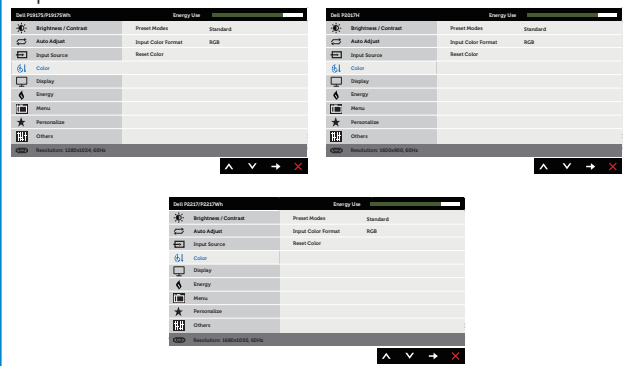 Dell P1917S/P1917SWh Energy Use
Brightness / Contrast Preset Modes Standard
Auto Adjust Input Color Format RGB
Input Source Reset Color
Color
Display
Energy
Menu
Personalize
Others
Resolution: 1280x1024, 60Hz
Dell P2017H Energy Use
Brightness / Contrast Preset Modes Standard
Auto Adjust Input Color Format RGB
Input Source Reset Color
Color
Display
Energy
Menu
Personalize
Others
Resolution: 1600x900, 60Hz
Dell P2217/P2217Wh Energy Use
Brightness / Contrast Preset Modes Standard
Auto Adjust Input Color Format RGB
Input Source Reset Color
Color
Display
Energy
Menu
Personalize
Others
Resolution: 1680x1050, 60Hz